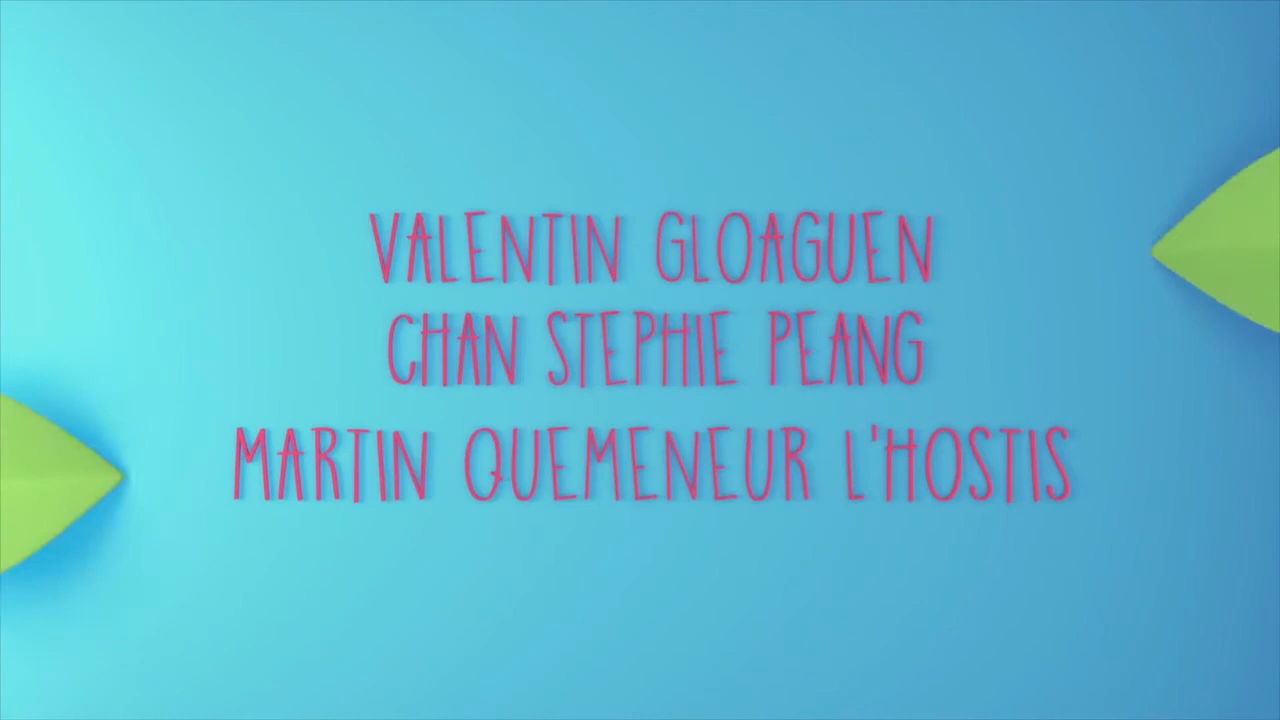 VALENTIN GLOAGUEN
CHAN STEPHIE PEANG
MARTIN QUEMENEUR L'HOSTIS